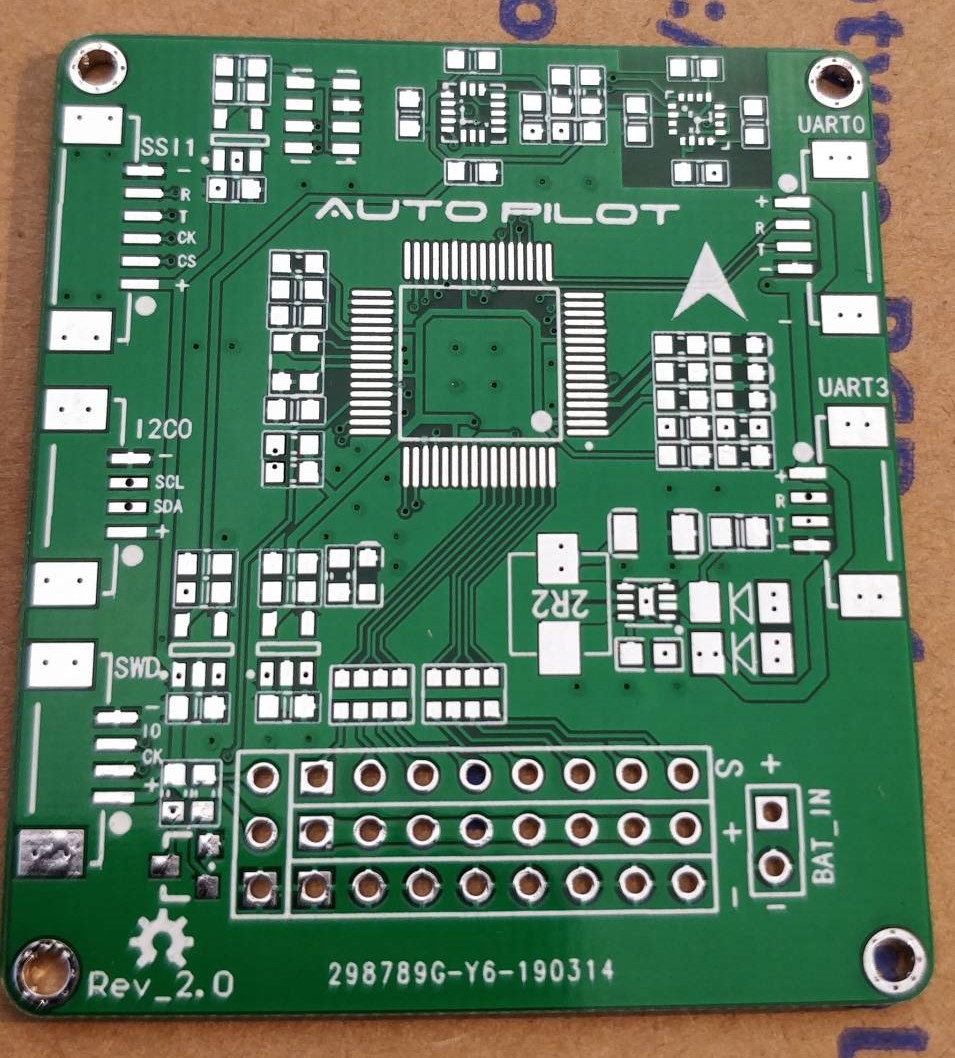 UART0
SSI1
-
R
T
CK
CS
+
AUTO PILOT
+
R
T
-
UART3
I2C0
-
SCL
SDA
+
+
R
T
-
2R2
SWD
-
IO
CK
+
S
+
-
+
BAT_IN
-
Rev_2.0
298789G-Y6-190314